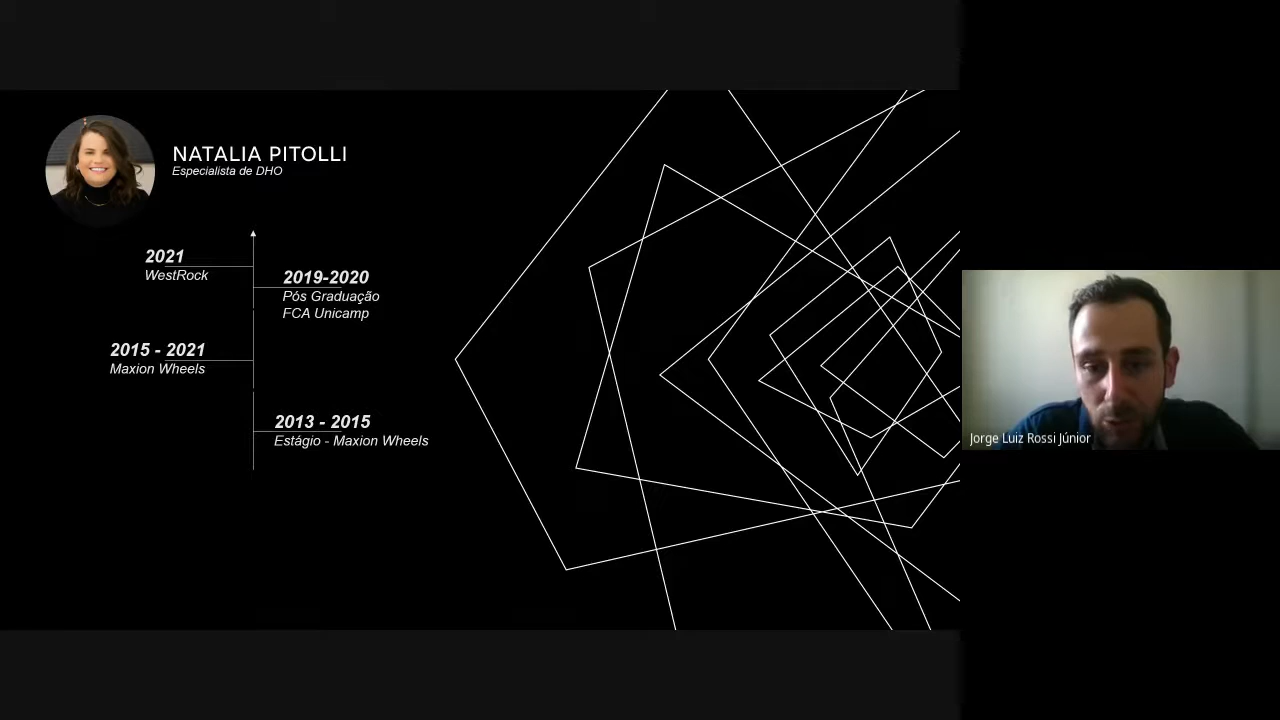 NATALIA PITOLLI
Especialista de DHO
2021
WestRock
2019-2020
Pós Graduação
FCA Unicamp
2015 - 2021
Maxion Wheels
2013 - 2015
Estágio - Maxion Wheels
Jorge Luiz Rossi Júnior